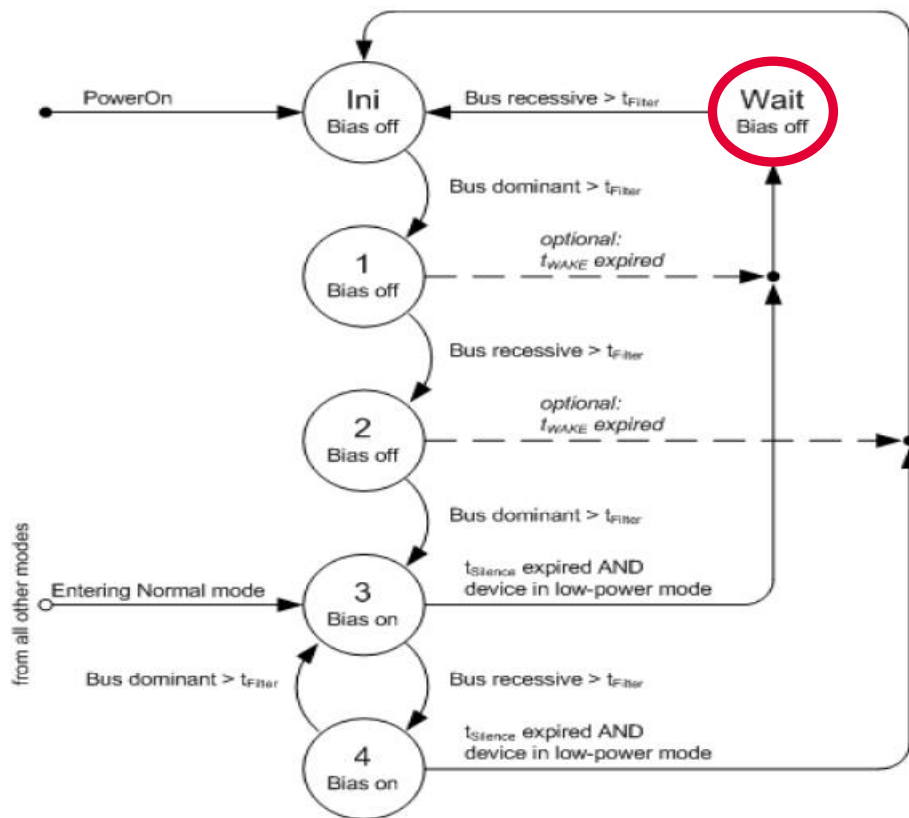 Ini
Bias off
PowerOn
Bus recessive > tFilter
Wait
Bias off
Bus dominant > tFilter
1
Bias off
optional:
tWAKE expired
Bus recessive > tFilter
2
Bias off
optional:
tWAKE expired
Bus dominant > tFilter
from all other modes
Entering Normal mode
3
Bias on
tSilence expired AND
device in low-power mode
Bus dominant > tFilter
Bus recessive > tFilter
4
Bias on
tSilence expired AND
device in low-power mode